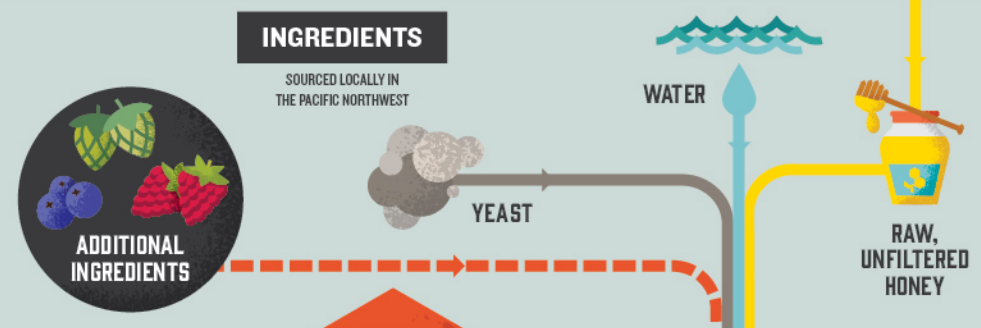 INGREDIENTS
SOURCED LOCALLY IN
THE PACIFIC NORTHWEST
WATER
YEAST
ADDITIONAL
INGREDIENTS
RAW,
UNFILTERED
HONEY